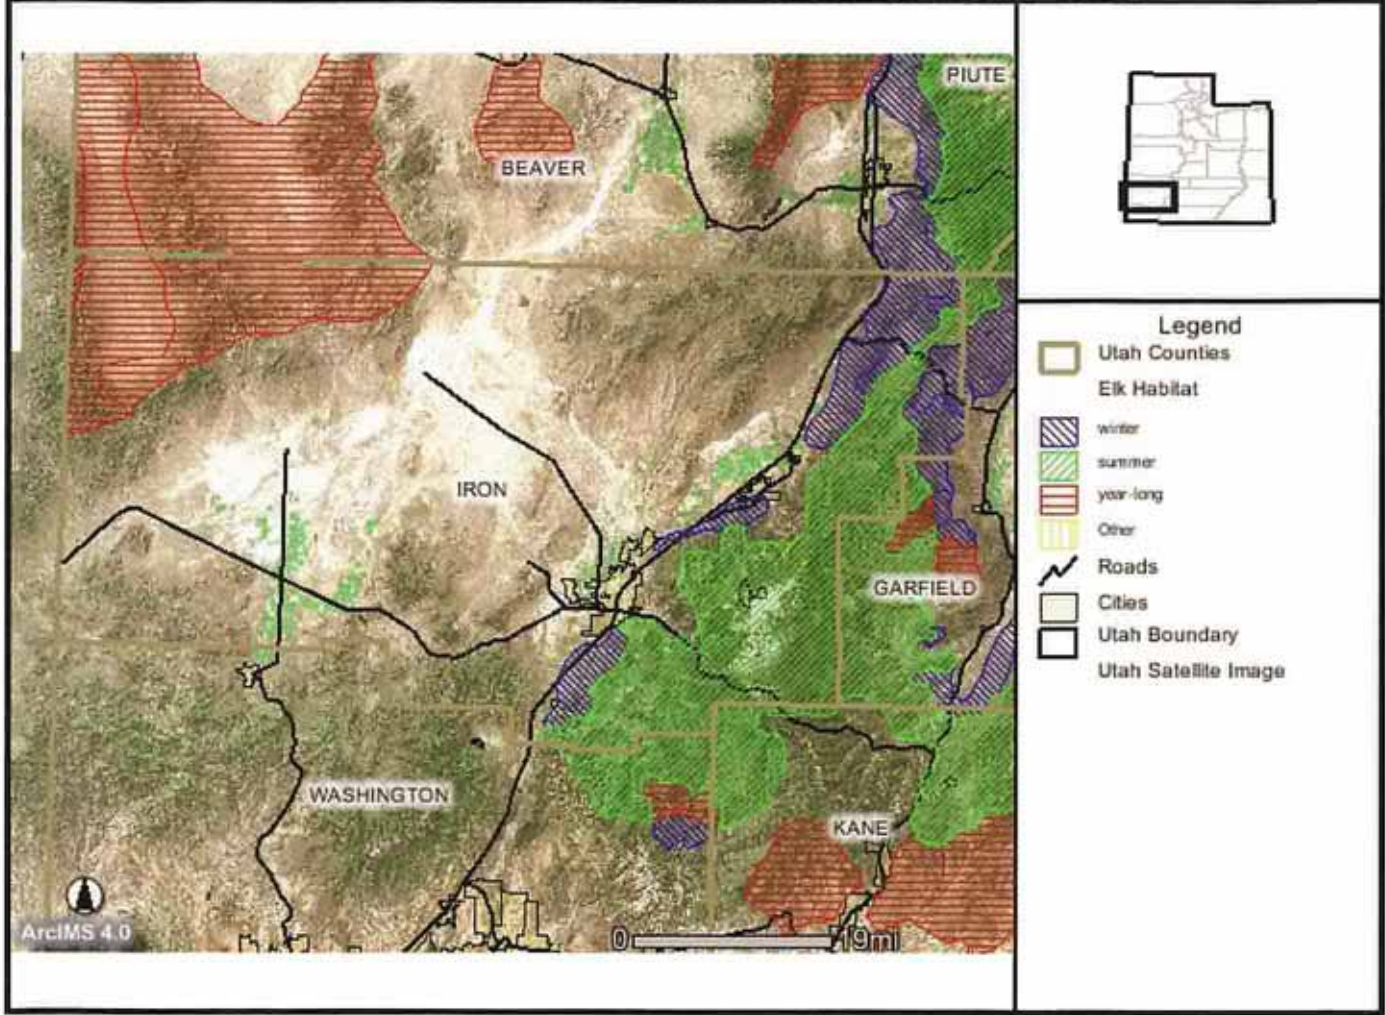 PIUTE
BEAVER
IRON
GARFIELD
WASHINGTON
KANE
ArcIMS 4.0
0 19mi
Legend
Utah Counties
Elk Habitat
winter
summer
year-long
Other
Roads
Cities
Utah Boundary
Utah Satellite Image